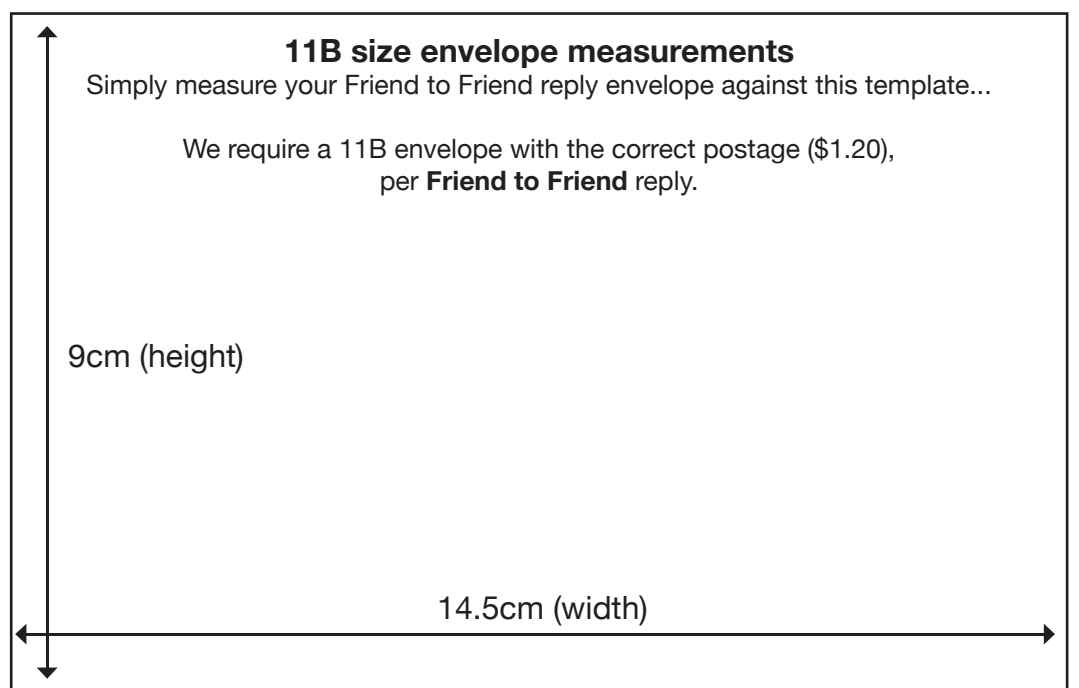 11B size envelope measurements
Simply measure your Friend to Friend reply envelope against this template...
We require a 11B envelope with the correct postage ($1.20),
per Friend to Friend reply.
9cm (height)
14.5cm (width)